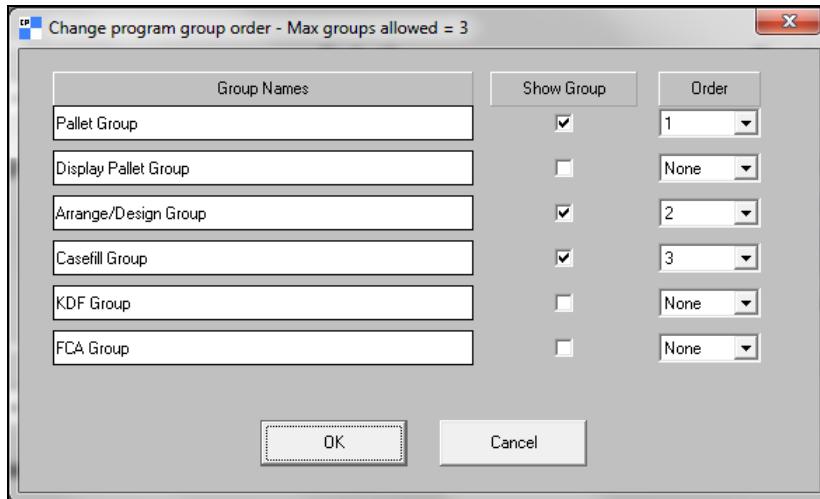 CP
Change program group order - Max groups allowed = 3
Group Names Show Group Order
Pallet Group 1
Display Pallet Group None
Arrange/Design Group 2
Casefill Group 3
KDF Group None
FCA Group None
OK Cancel